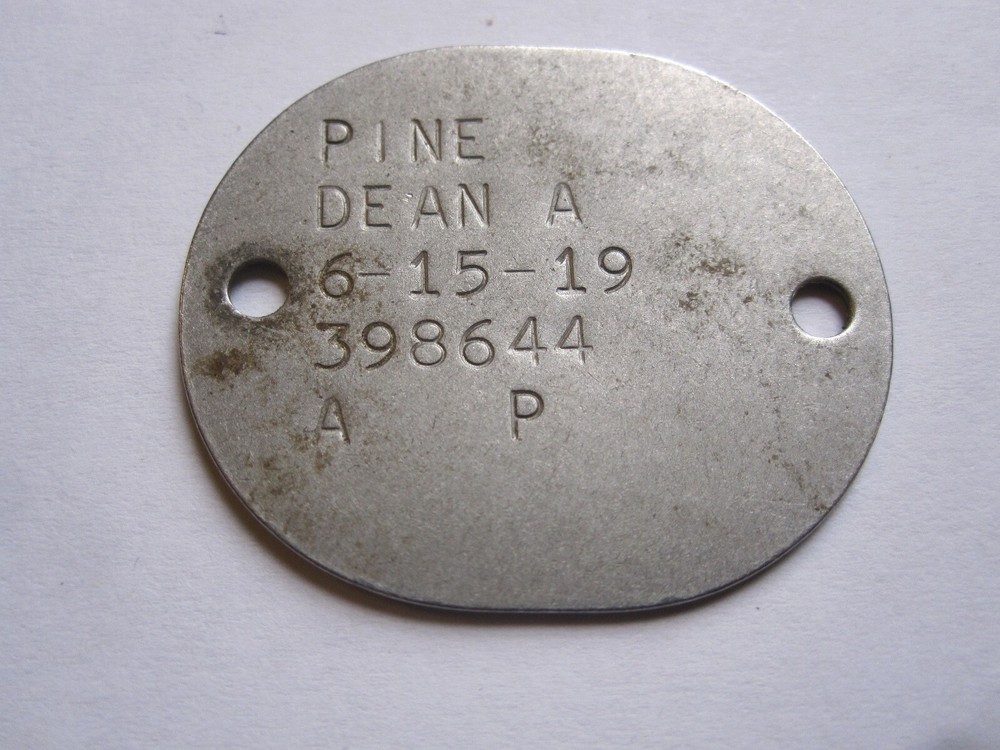 PINE
DEAN A
6-15-19
398644
A P